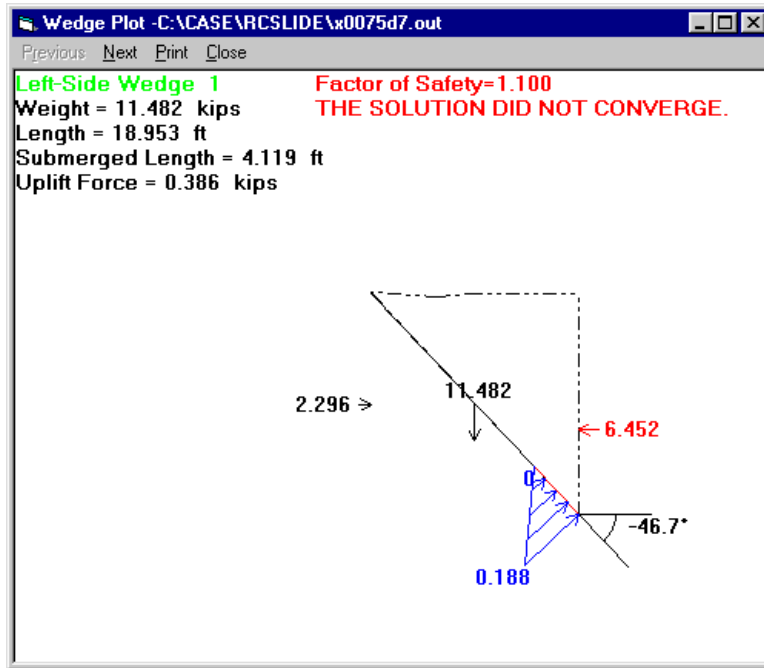 Wedge Plot -C:\CASE\RCSLIDE\x0075d7.out
Previous Next Print Close
Left-Side Wedge 1 Factor of Safety=1.100
Weight = 11.482 kips THE SOLUTION DID NOT CONVERGE.
Length = 18.953 ft
Submerged Length = 4.119 ft
Uplift Force = 0.386 kips
11.482
2.296
6.452
0
-46.7°
0.188